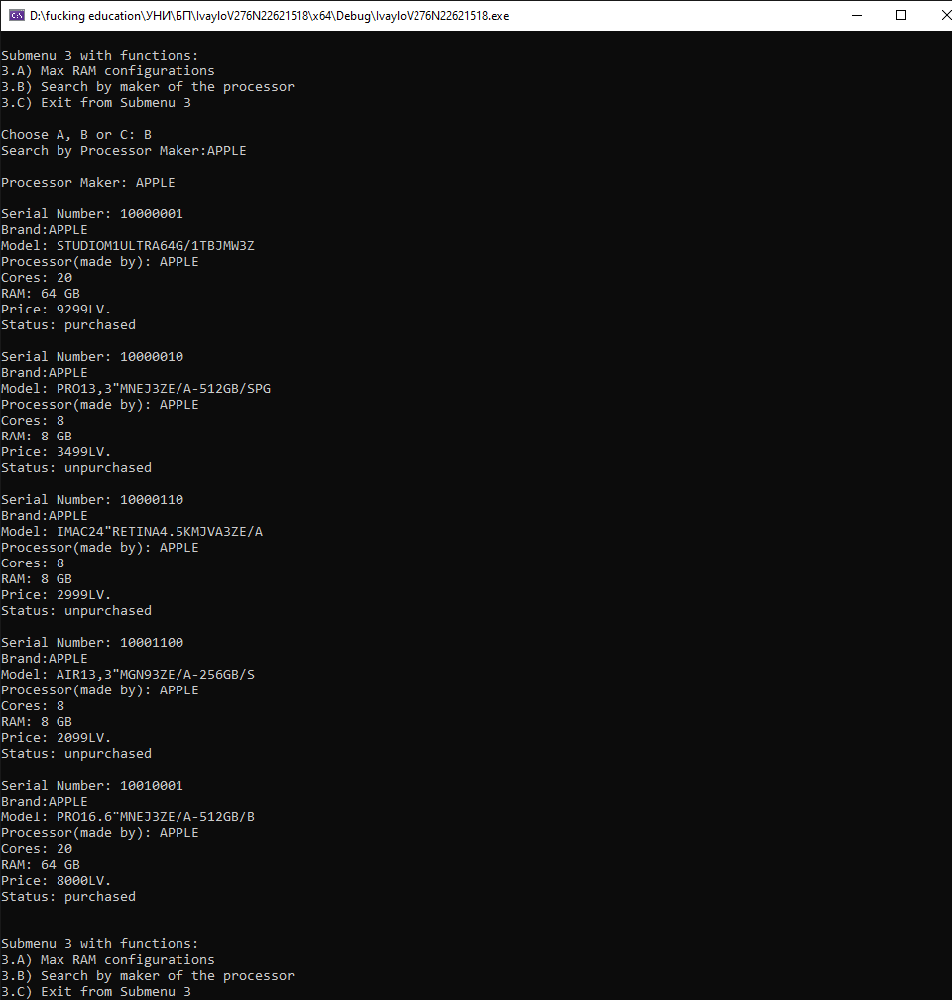 D:\fucking education\УНИ\БП\IvayloV276N22621518\x64\Debug\IvayloV276N22621518.exe
Submenu 3 with functions:
3.A) Max RAM configurations
3.B) Search by maker of the processor
3.C) Exit from Submenu 3
Choose A, B or C: B
Search by Processor Maker:APPLE
Processor Maker: APPLE
Serial Number: 10000001
Brand:APPLE
Model: STUDIOM1ULTRA64G/1TBJMW3Z
Processor(made by): APPLE
Cores: 20
RAM: 64 GB
Price: 9299LV.
Status: purchased
Serial Number: 10000010
Brand:APPLE
Model: PRO13,3"MNEJ3ZE/A-512GB/SPG
Processor(made by): APPLE
Cores: 8
RAM: 8 GB
Price: 3499LV.
Status: unpurchased
Serial Number: 10000110
Brand:APPLE
Model: IMAC24"RETINA4.5KMJVA3ZE/A
Processor(made by): APPLE
Cores: 8
RAM: 8 GB
Price: 2999LV.
Status: unpurchased
Serial Number: 10001100
Brand:APPLE
Model: AIR13,3"MGN93ZE/A-256GB/S
Processor(made by): APPLE
Cores: 8
RAM: 8 GB
Price: 2099LV.
Status: unpurchased
Serial Number: 10010001
Brand:APPLE
Model: PRO16.6"MNEJ3ZE/A-512GB/B
Processor(made by): APPLE
Cores: 20
RAM: 64 GB
Price: 8000LV.
Status: purchased
Submenu 3 with functions:
3.A) Max RAM configurations
3.B) Search by maker of the processor
3.C) Exit from Submenu 3